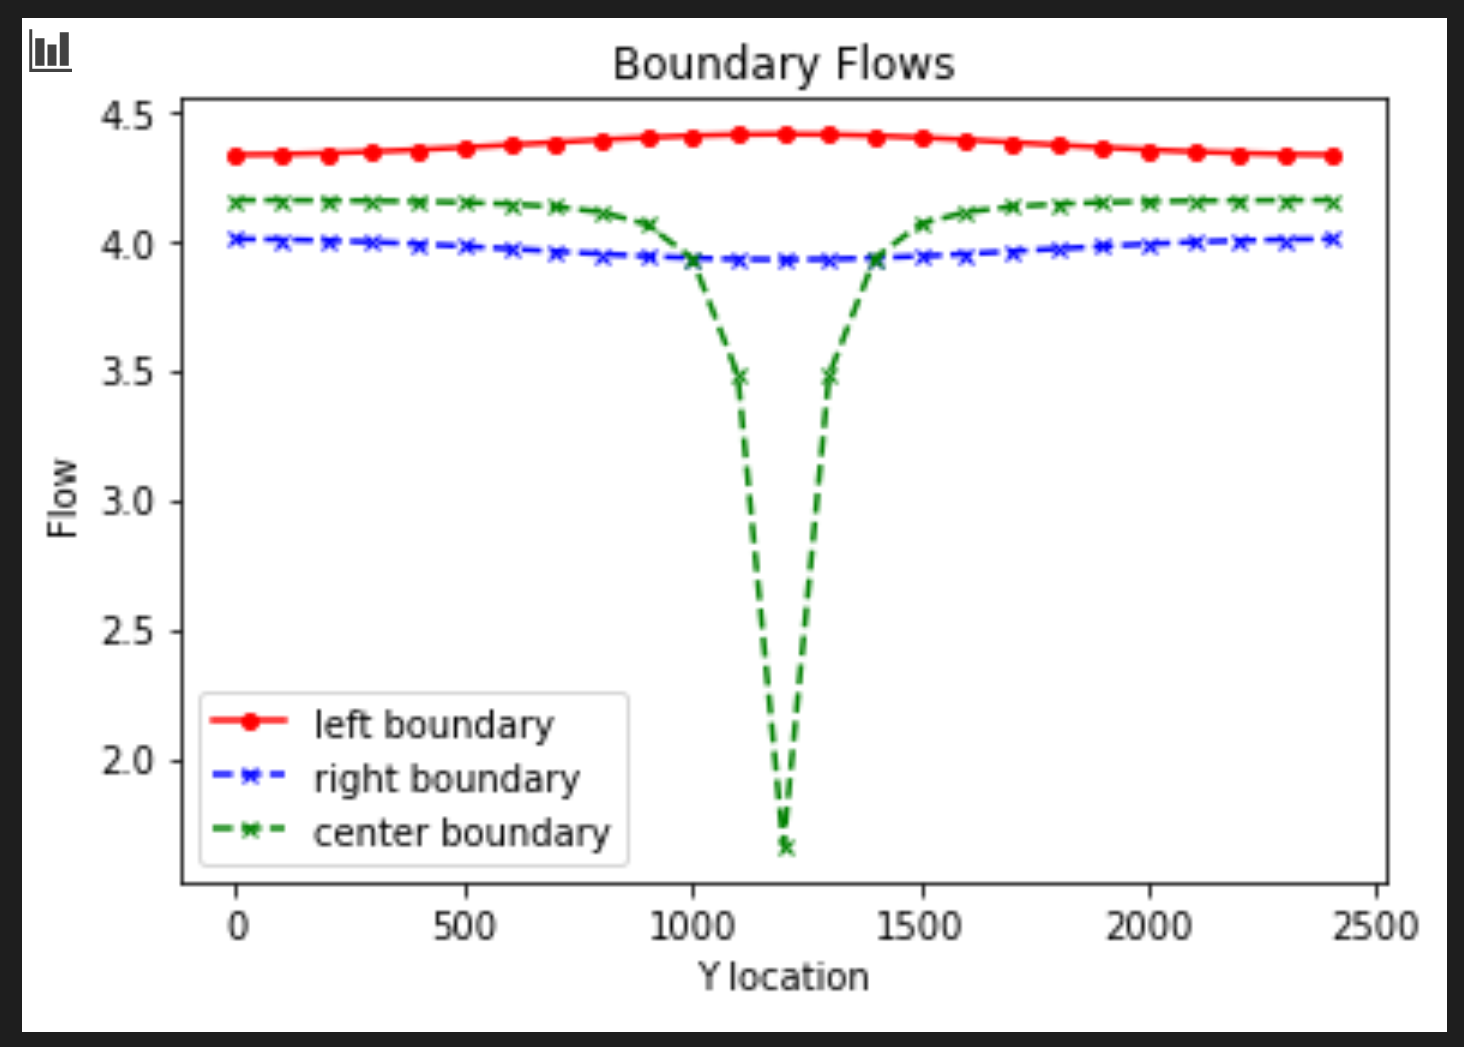 Boundary Flows
4.5
4.0
3.5
3.0
2.5
2.0
Flow
left boundary
right boundary
center boundary
0 500 1000 1500 2000 2500
Y location